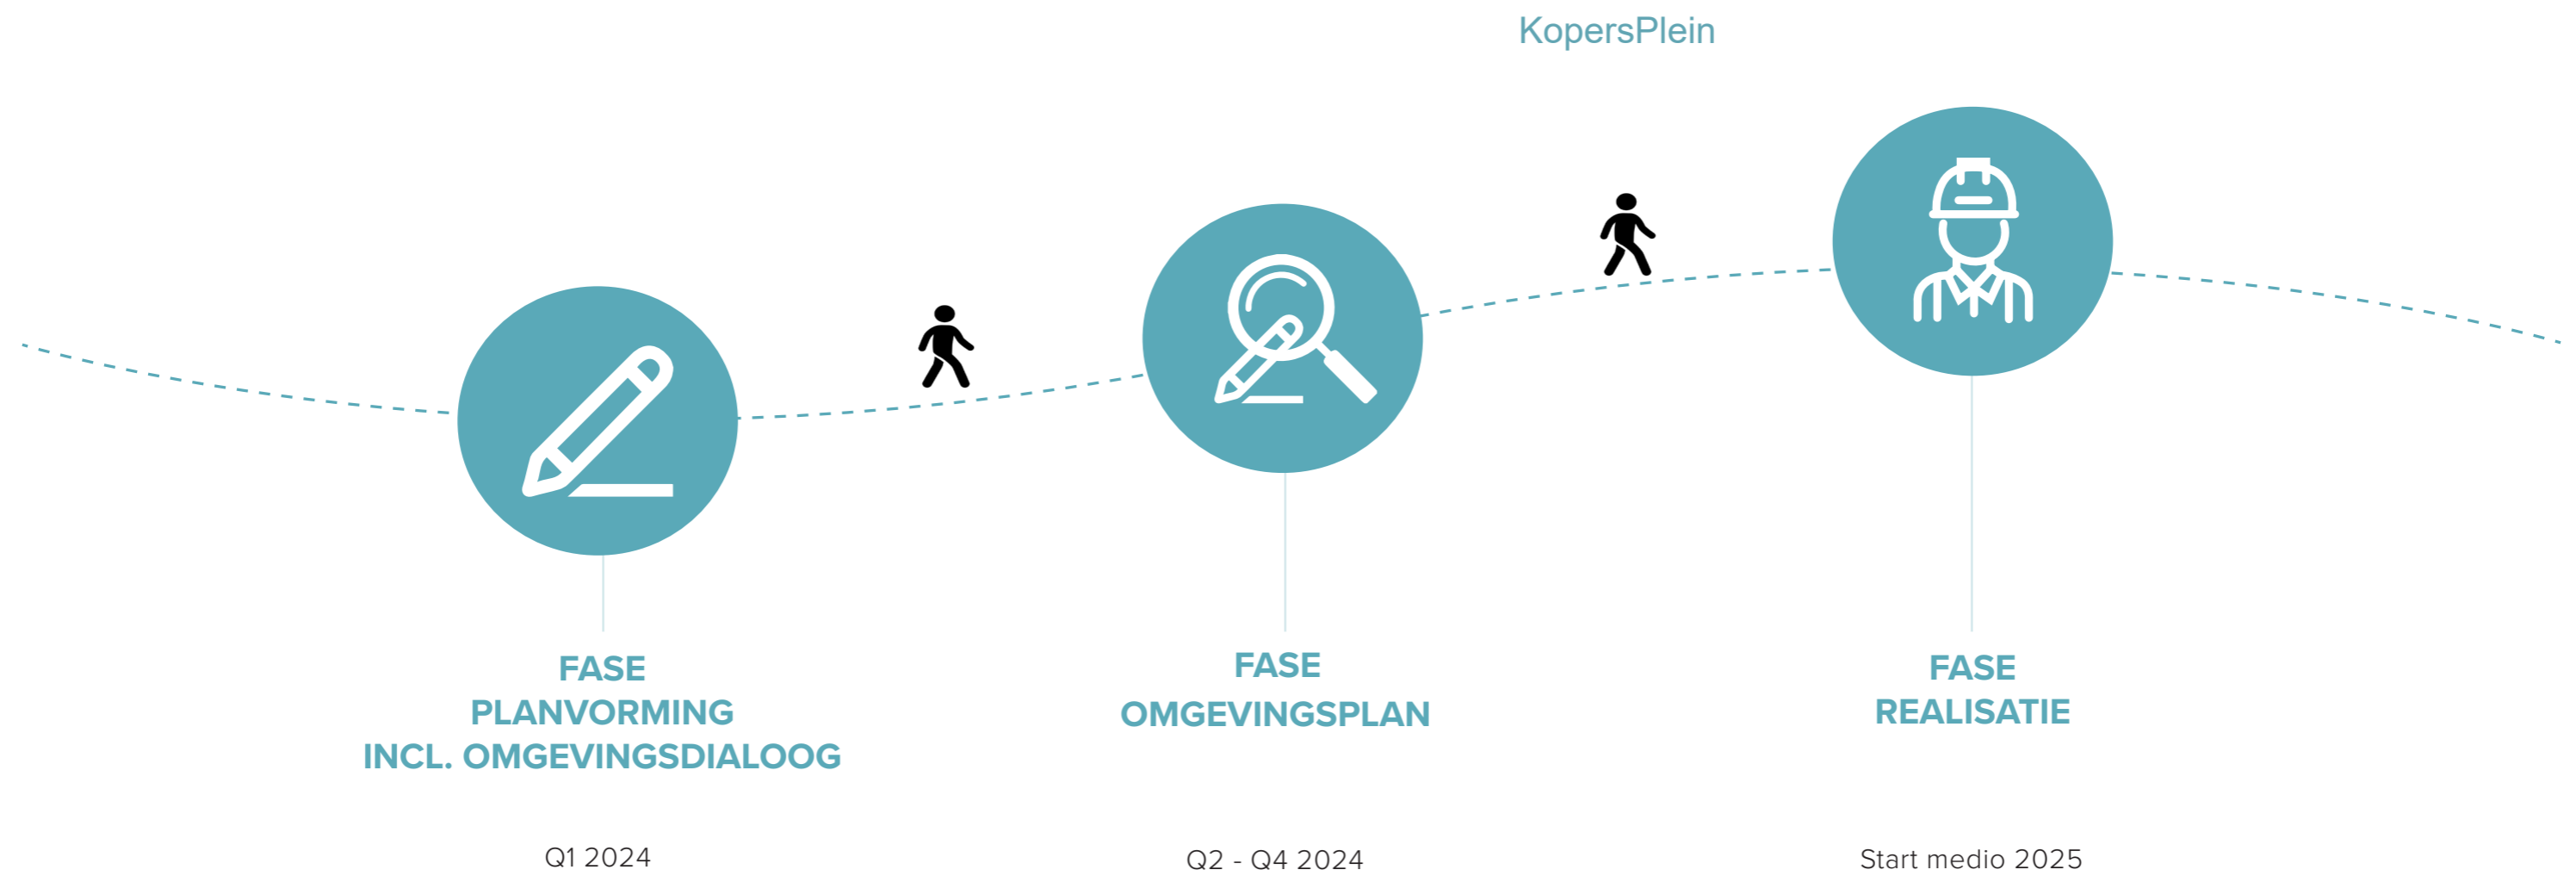 KopersPlein
FASE
PLANVORMING
INCL. OMGEVINGSDIALOOG
Q1 2024
FASE
OMGEVINGSPLAN
Q2 - Q4 2024
FASE
REALISATIE
Start medio 2025